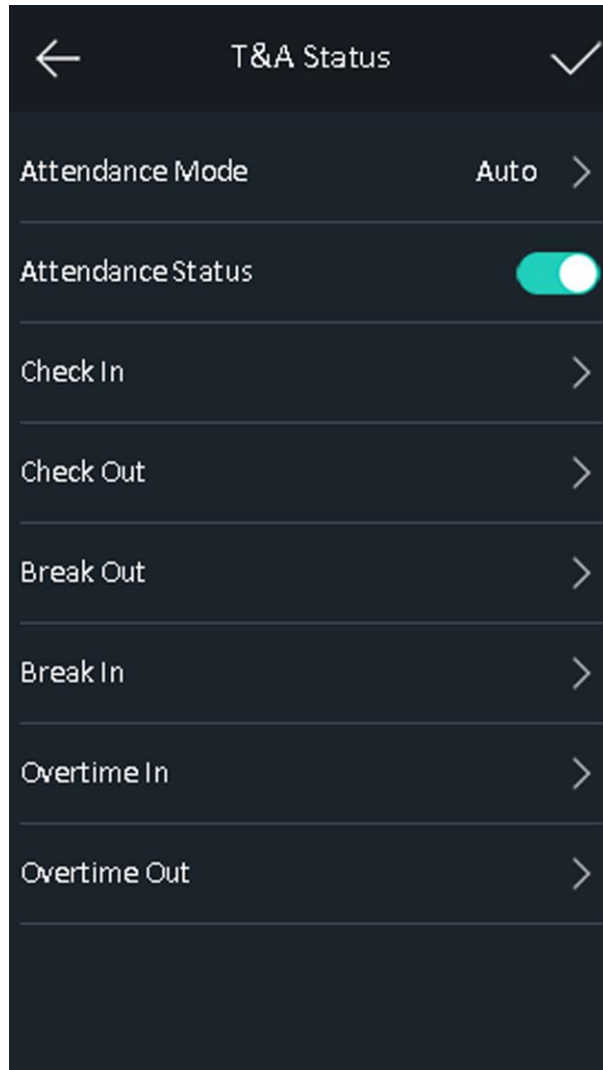 T&A Status
Attendance Mode Auto
Attendance Status
Check In
Check Out
Break Out
Break In
Overtime In
Overtime Out